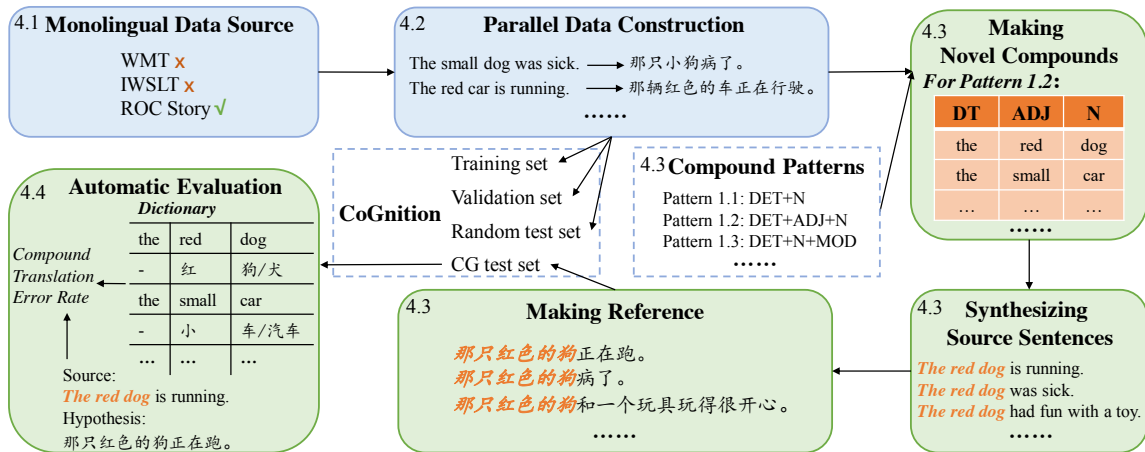 4.1 Monolingual Data Source
WMT x
IWSLT x
ROC Story √
4.2 Parallel Data Construction
The small dog was sick. 那只小狗病了。
The red car is running. 那辆红色的车正在行驶。
……
4.3 Making
Novel Compounds
For Pattern 1.2:
DT ADJ N
the red dog
the small car
… … …
……
CoGnition
Training set
Validation set
Random test set
CG test set
4.3 Compound Patterns
Pattern 1.1: DET+N
Pattern 1.2: DET+ADJ+N
Pattern 1.3: DET+N+MOD
……
4.4 Automatic Evaluation
Dictionary
the red dog
- 红 狗/犬
the small car
- 小 车/汽车
… … …
Compound
Translation
Error Rate
Source:
The red dog is running.
Hypothesis:
那只红色的狗正在跑。
4.3 Making Reference
那只红色的狗正在跑。
那只红色的狗病了。
那只红色的狗和一个玩具玩得很开心。
……
4.3 Synthesizing
Source Sentences
The red dog is running.
The red dog was sick.
The red dog had fun with a toy.
……